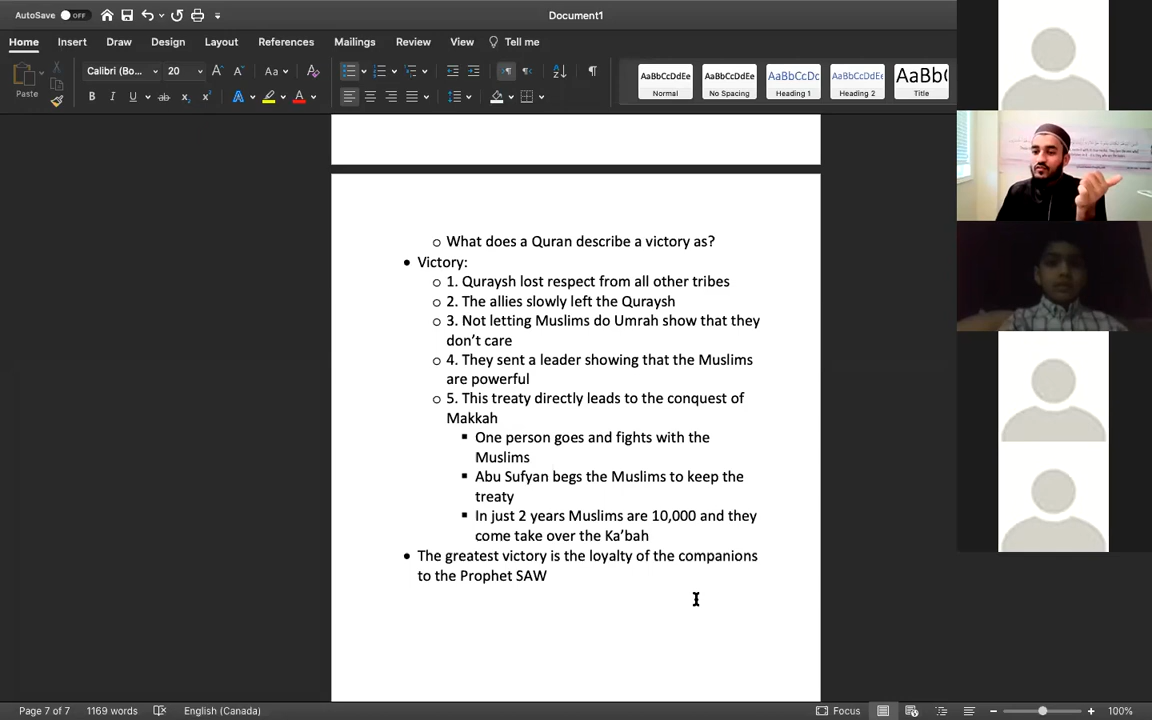 AutoSave OFF
Document1
Home Insert Draw Design Layout References Mailings Review View Tell me
Paste
Calibri (Bo... 20
AaBbCcDdEe AaBbCcDdEe AaBbCcDc AaBbCcDdEe AaBb(
Normal No Spacing Heading 1 Heading 2 Title
What does a Quran describe a victory as?
Victory:
1. Quraysh lost respect from all other tribes
2. The allies slowly left the Quraysh
3. Not letting Muslims do Umrah show that they
don't care
4. They sent a leader showing that the Muslims
are powerful
5. This treaty directly leads to the conquest of
Makkah
One person goes and fights with the
Muslims
Abu Sufyan begs the Muslims to keep the
treaty
In just 2 years Muslims are 10,000 and they
come take over the Ka'bah
The greatest victory is the loyalty of the companions
to the Prophet SAW
Page 7 of 7 1169 words English (Canada) Focus 100%